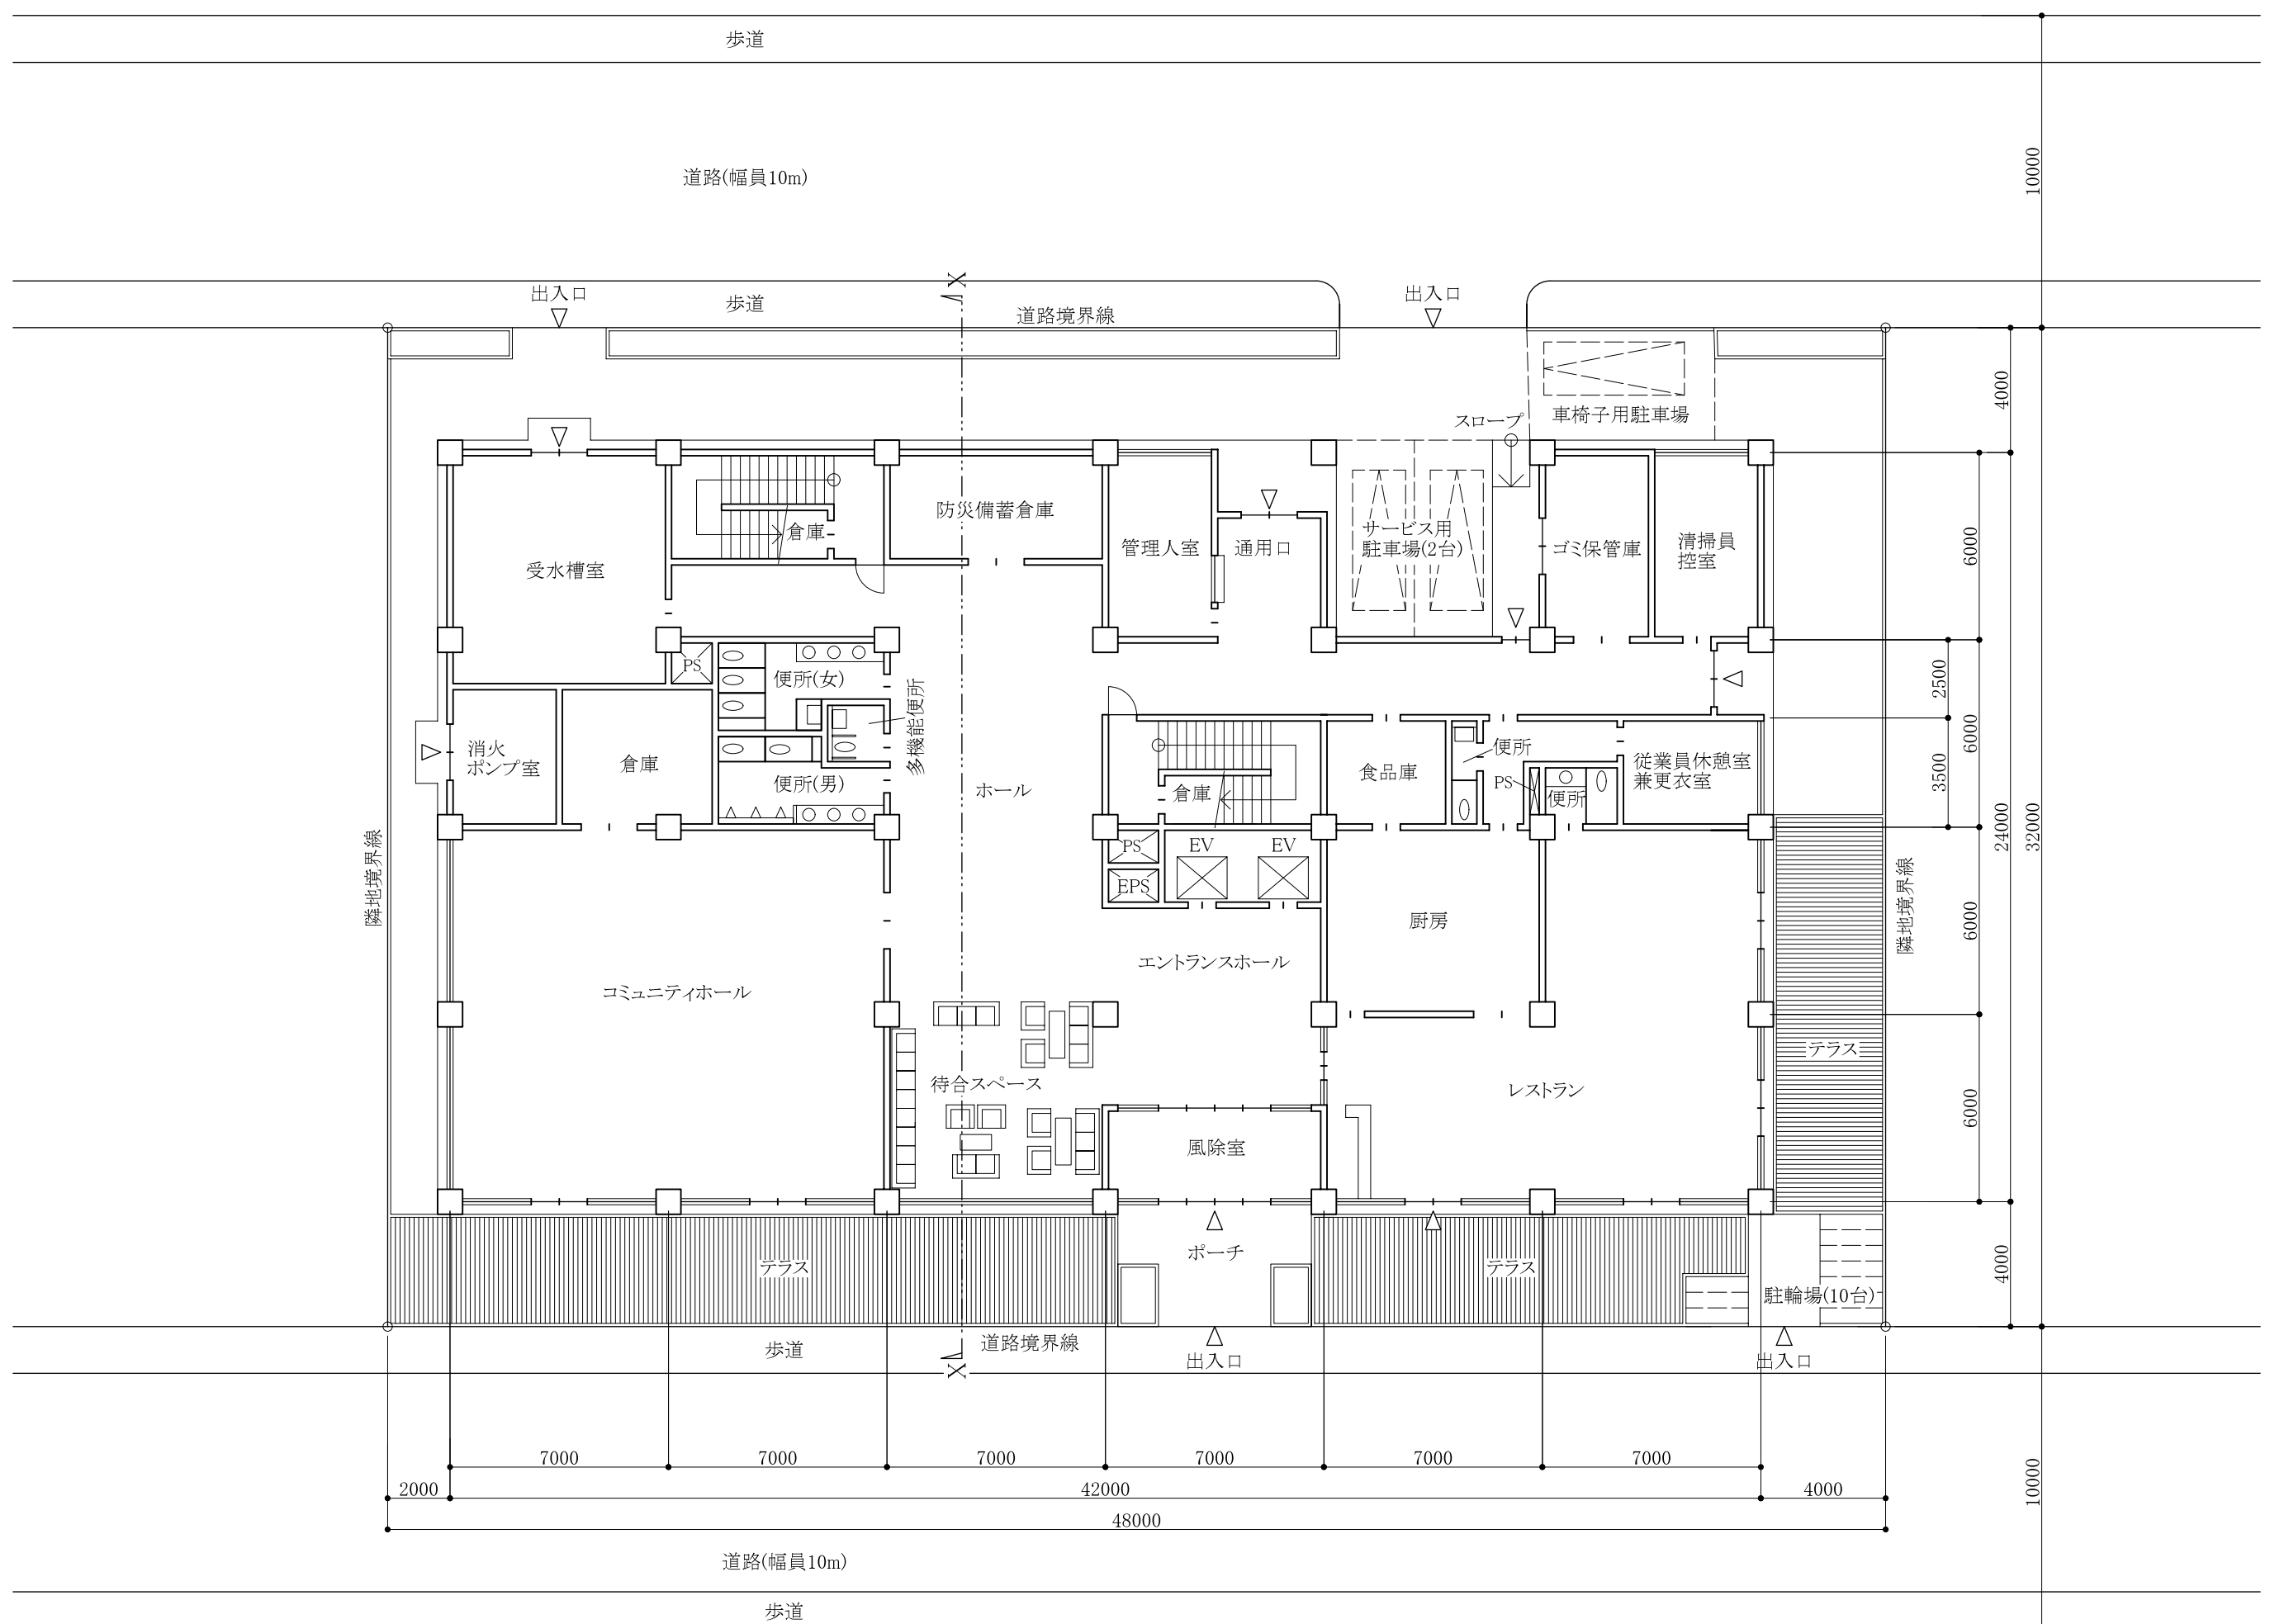 歩道
道路(幅員10m)
10000
出入口
歩道
X
道路境界線
出入口
スロープ
車椅子用駐車場
4000
受水槽室
倉庫
防災備蓄倉庫
管理人室
通用口
サービス用
駐車場(2台)
ゴミ保管庫
清掃員
控室
6000
PS
便所(女)
多機能便所
2500
消火
ポンプ室
倉庫
便所(男)
ホール
倉庫
食品庫
便所
PS
便所
従業員休憩室
兼更衣室
3500
6000
24000
32000
隣地境界線
PS
EPS
EV
EV
厨房
エントランスホール
コミュニティホール
隣地境界線
6000
テラス
待合スペース
レストラン
風除室
6000
テラス
ポーチ
テラス
駐輪場(10台)
4000
歩道
X
道路境界線
出入口
出入口
7000
7000
7000
7000
7000
7000
2000
42000
4000
48000
10000
道路(幅員10m)
歩道